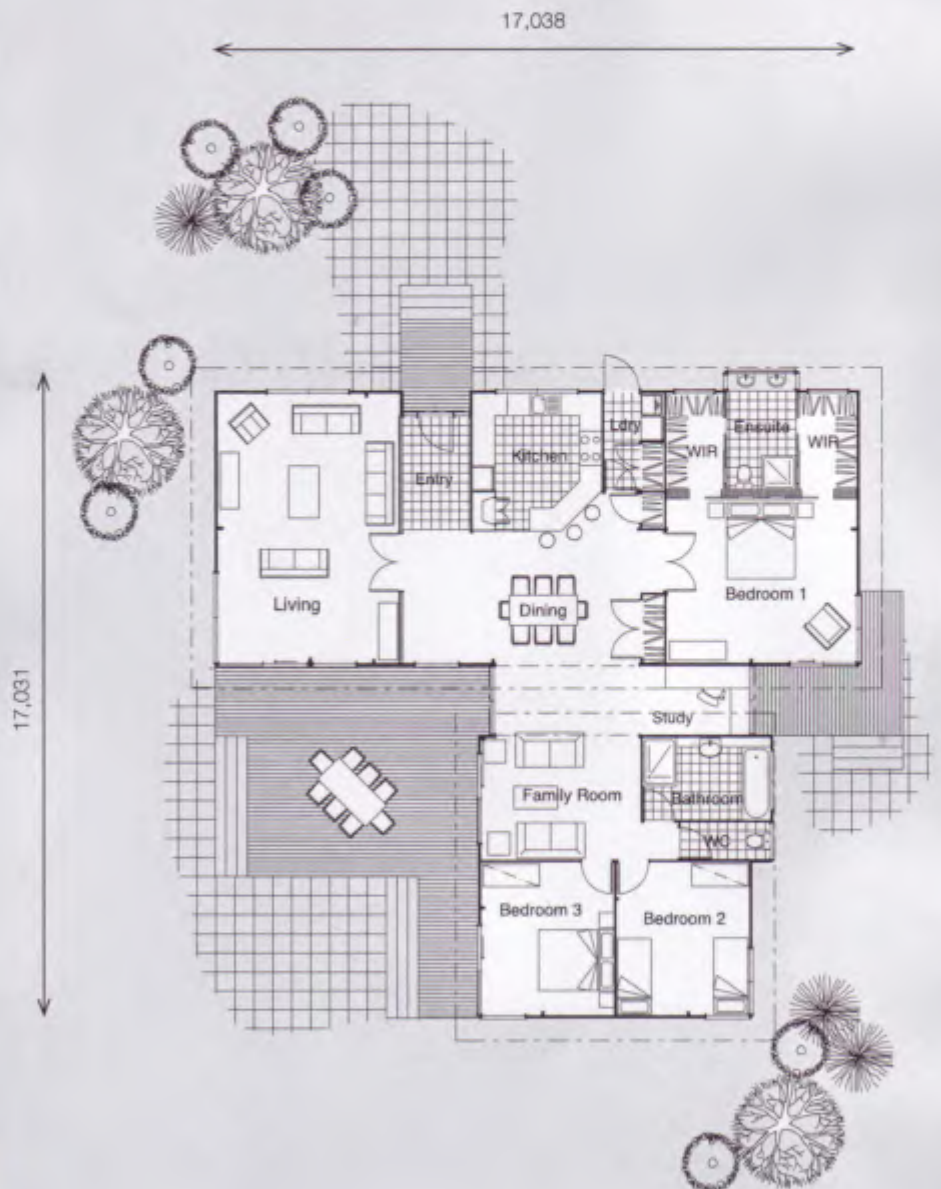 17,038
17,031
Entry
Kitchen
Ldry
WIR
Ensuite
WIR
Living
Dining
Bedroom 1
Study
Family Room
Bathroom
WC
Bedroom 3
Bedroom 2